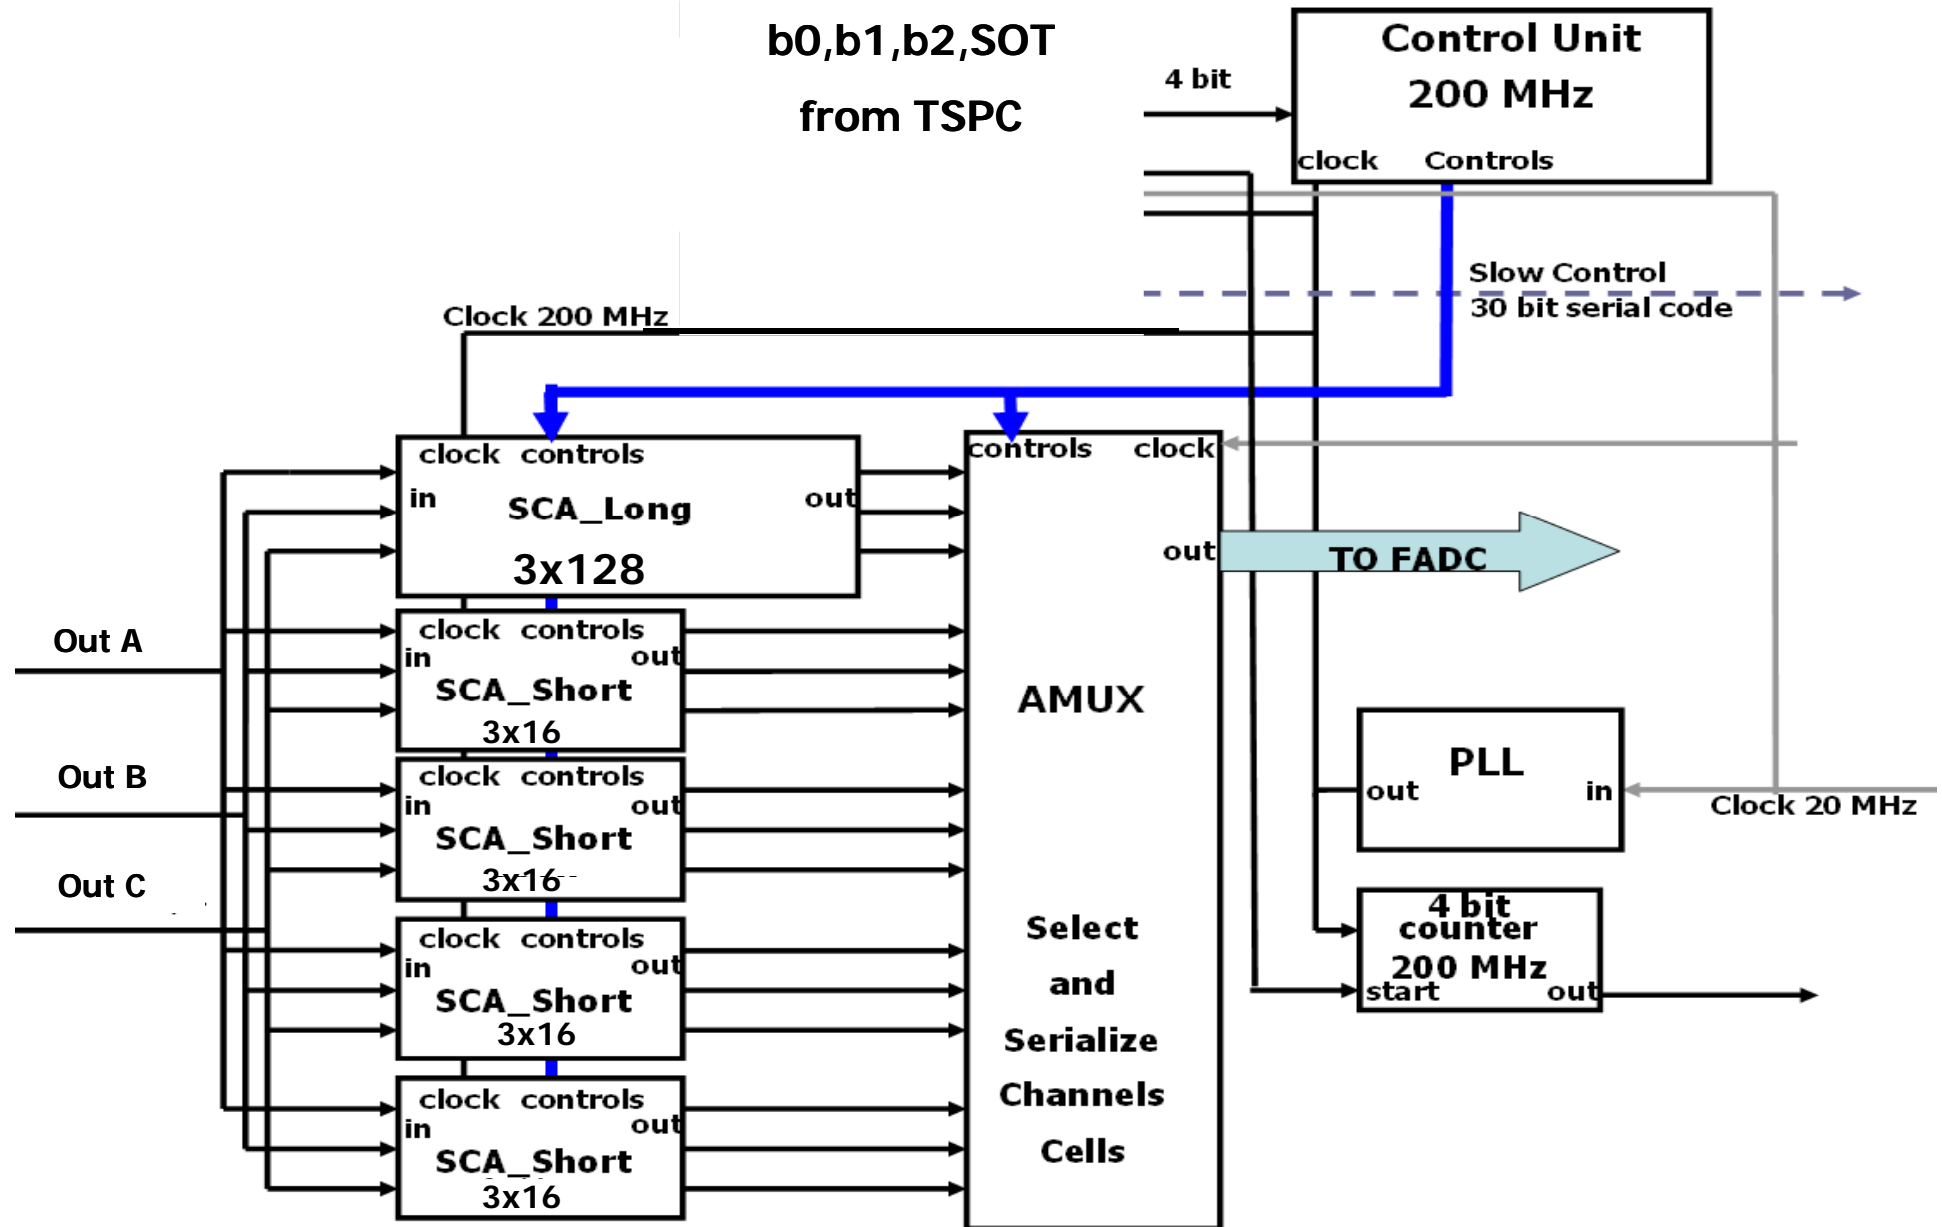 b0,b1,b2,SOT
from TSPC
4 bit
Control Unit
200 MHz
clock Controls
Slow Control
30 bit serial code
Clock 200 MHz
clock controls
in
out
SCA_Long
3x128
controls clock
out
TO FADC
AMUX
Select
and
Serialize
Channels
Cells
Out A
Out B
Out C
clock controls
in
out
SCA_Short
3x16
clock controls
in
out
SCA_Short
3x16
clock controls
in
out
SCA_Short
3x16
clock controls
in
out
SCA_Short
3x16
PLL
out
in
Clock 20 MHz
4 bit
counter
200 MHz
start
out